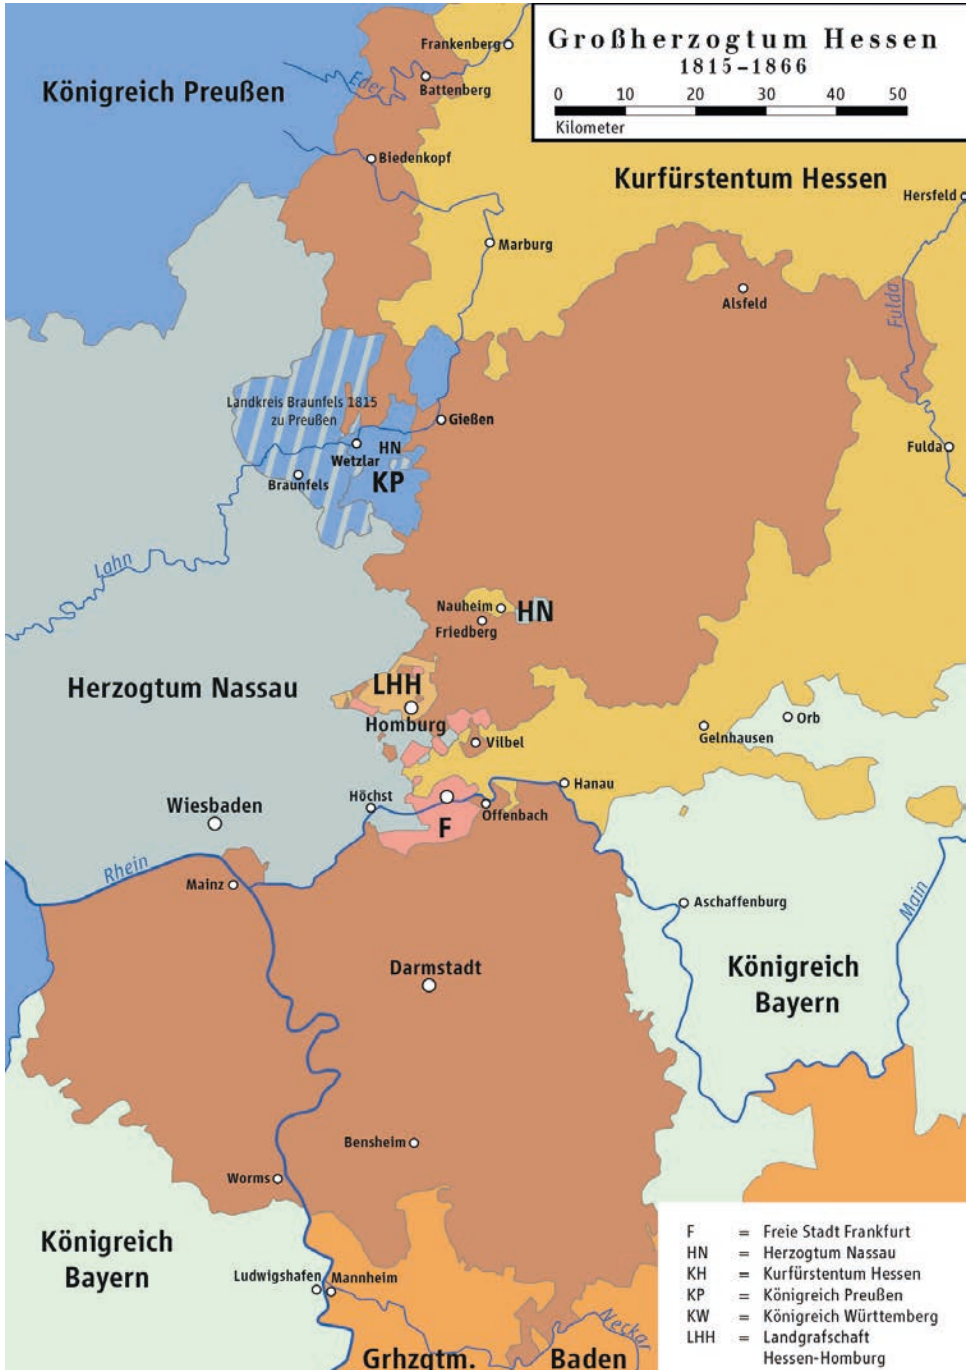 Großherzogtum Hessen
1815–1866
0 10 20 30 40 50
Kilometer
Frankenberg
Eder
Battenberg
Königreich Preußen
Biedenkopf
Kurfürstentum Hessen
Hersfeld
Marburg
Alsfeld
Fulda
Landkreis Braunfels 1815
zu Preußen
Gießen
HN
Wetzlar
Fulda
KP
Braunfels
Lahn
Nauheim
HN
Friedberg
Herzogtum Nassau
LHH
Homburg
Orb
Gelnhausen
Vilbel
Hanau
Höchst
Wiesbaden
Offenbach
F
Rhein
Mainz
Main
Aschaffenburg
Darmstadt
Königreich
Bayern
Bensheim
Worms
Königreich
Bayern
Ludwigshafen
Mannheim
Neckar
Grhzgtm. Baden
F = Freie Stadt Frankfurt
HN = Herzogtum Nassau
KH = Kurfürstentum Hessen
KP = Königreich Preußen
KW = Königreich Württemberg
LHH = Landgrafschaft
Hessen-Homburg